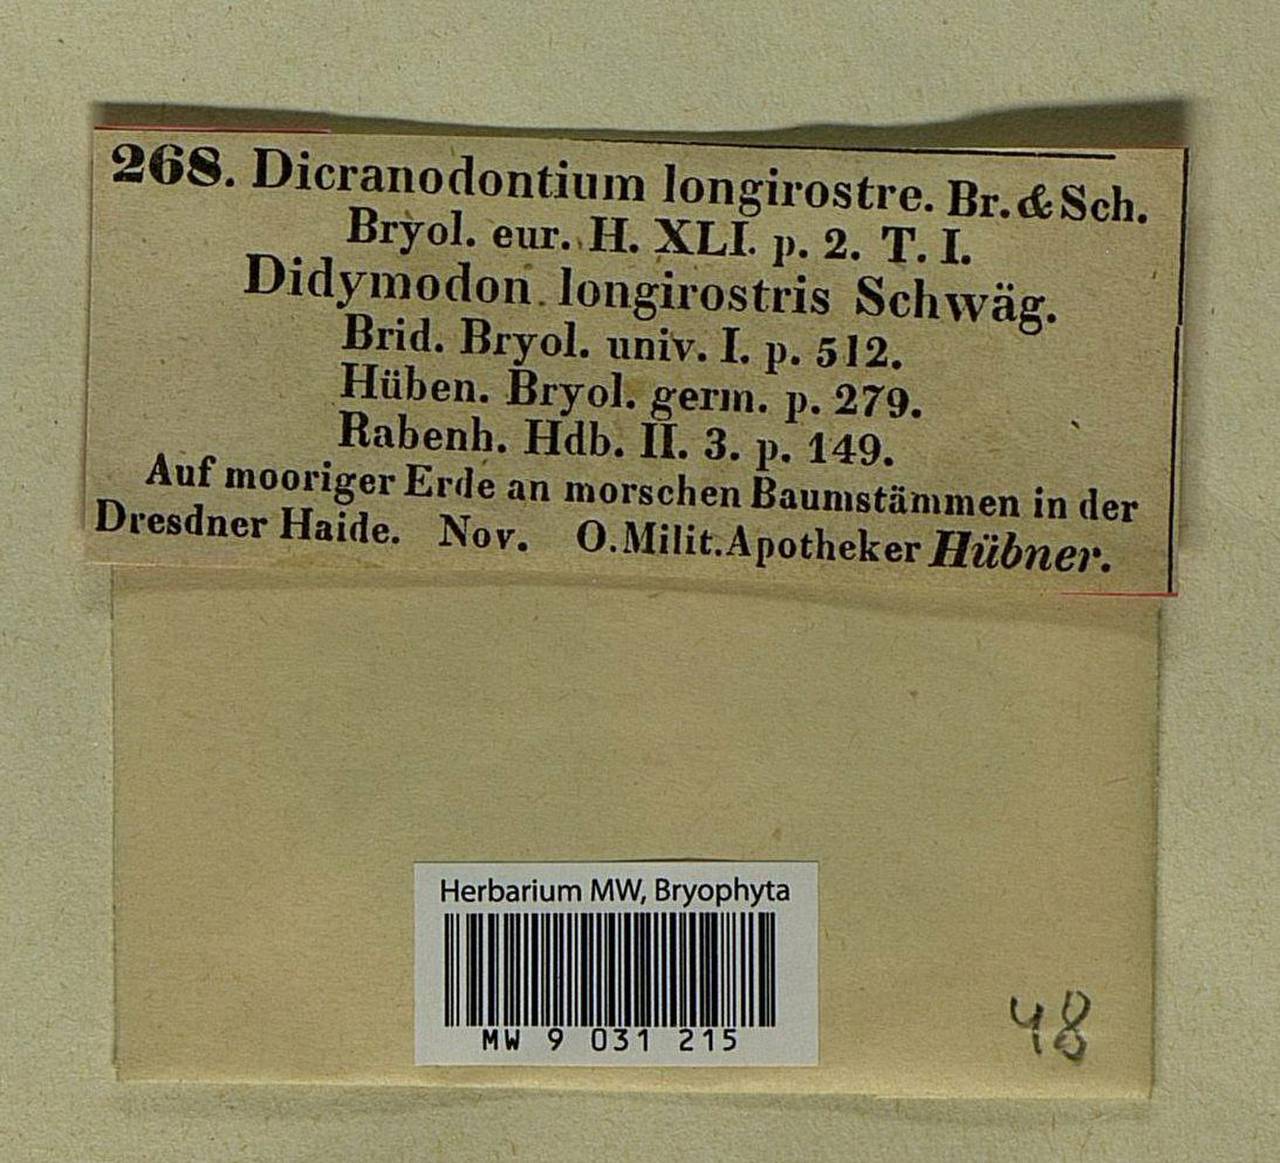 268. Dicranodontium longirostre. Br. & Sch.
Bryol. eur. H. XLI. p. 2. T. I.
Didymodon longirostris Schwäg.
Brid. Bryol. univ. I. p. 512.
Hüben. Bryol. germ. p. 279.
Rabenh. Hdb. II. 3. p. 149.
Auf mooriger Erde an morschen Baumstämmen in der
Dresdner Haide. Nov. O. Milit. Apotheker Hübner.
Herbarium MW, Bryophyta
MW 9 031 215
48